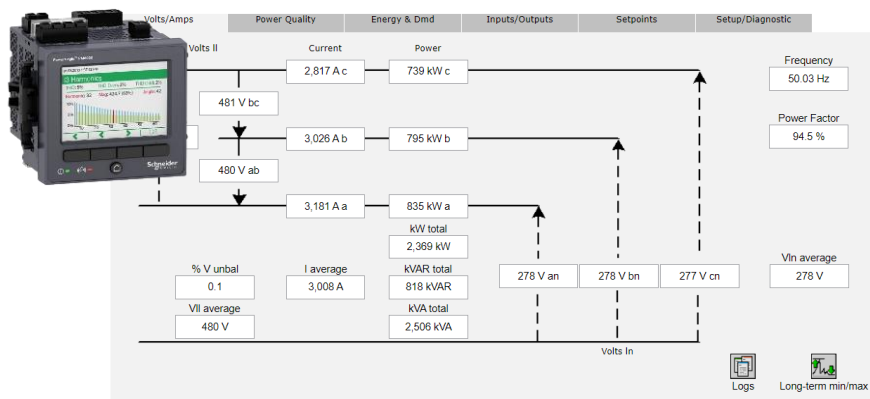 Volts/Amps
Power Quality
Energy & Dmd
Inputs/Outputs
Setpoints
Setup/Diagnostic
Volts ll
Current
Power
2,817 A c
739 kW c
Frequency
50.03 Hz
481 V bc
Power Factor
94.5 %
3,026 A b
795 kW b
480 V ab
3,181 A a
835 kW a
kW total
2,369 kW
Vln average
278 V
278 V an
278 V bn
277 V cn
% V unbal
0.1
I average
3,008 A
kVAR total
818 kVAR
Vll average
480 V
kVA total
2,506 kVA
Volts ln
Logs
Long-term min/max
Harmonics
Schneider